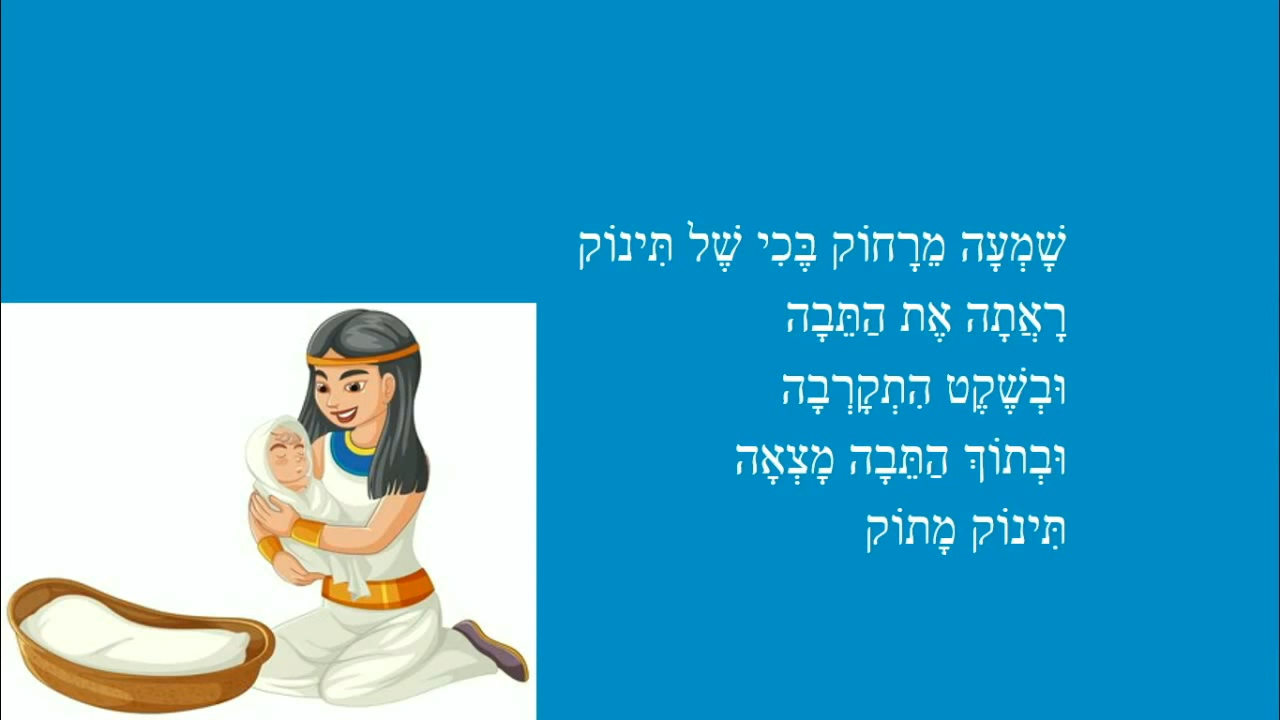 שָׁמְעָה מֵרָחוֹק בֶּכִי שֶׁל תִּינוֹק
רָאֲתָה אֶת הַתֵּבָה
וּבְשֶׁקֶט הִתְקָרְבָה
וּבְתוֹךְ הַתֵּבָה מָצְאָה
תִּינוֹק מָתוֹק